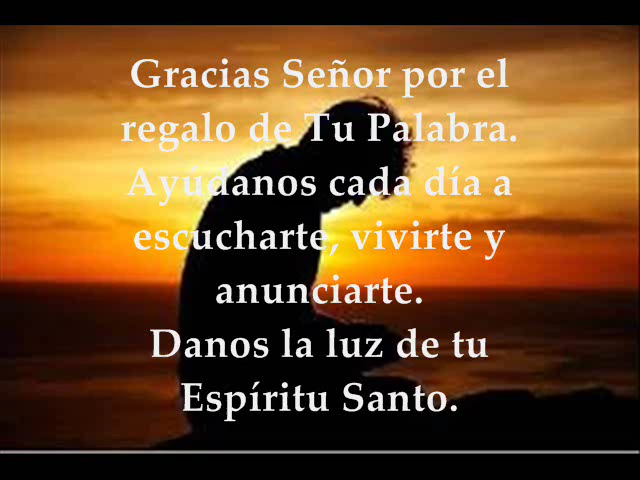 Gracias Señor por el
regalo de Tu Palabra.
Ayúdanos cada día a
escucharte, vivirte y
anunciarte.
Danos la luz de tu
Espíritu Santo.